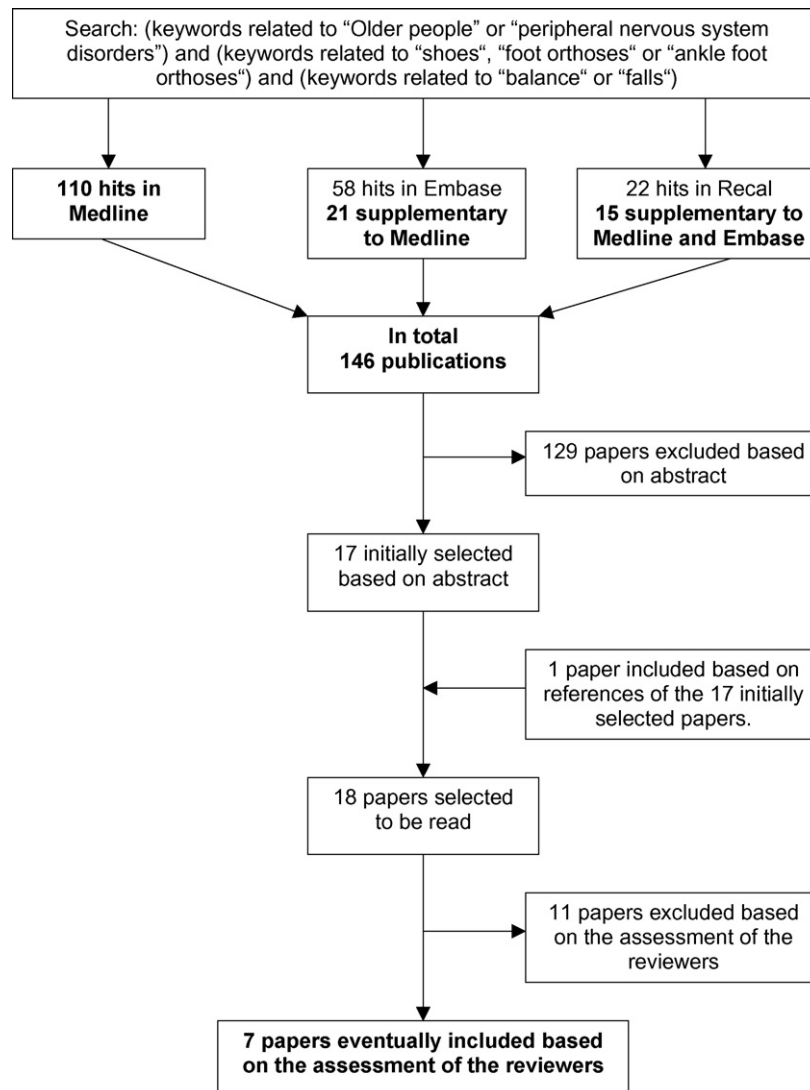 Search: (keywords related to “Older people” or “peripheral nervous system
disorders”) and (keywords related to “shoes“, “foot orthoses“ or “ankle foot
orthoses“) and (keywords related to “balance“ or “falls“)
110 hits in
Medline
58 hits in Embase
21 supplementary
to Medline
22 hits in Recal
15 supplementary to
Medline and Embase
In total
146 publications
129 papers excluded based
on abstract
17 initially selected
based on abstract
1 paper included based on
references of the 17 initially
selected papers.
18 papers selected
to be read
11 papers excluded based
on the assessment of the
reviewers
7 papers eventually included based
on the assessment of the reviewers